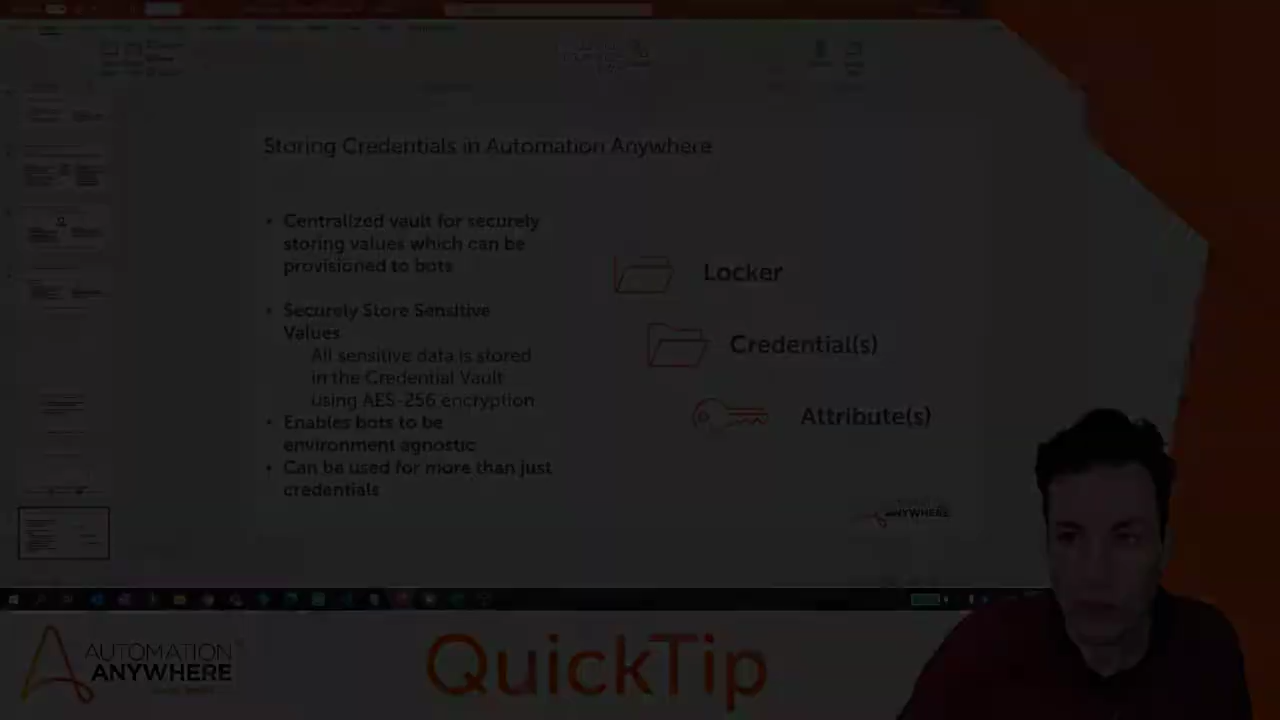 Storing Credentials in Automation Anywhere
• Centralized vault for securely
storing values which can be
provisioned to bots
• Securely Store Sensitive
Values
All sensitive data is stored
in the Credential Vault
using AES-256 encryption
• Enables bots to be
environment agnostic
• Can be used for more than just
credentials
Locker
Credential(s)
Attribute(s)
AUTOMATION
ANYWHERE
AUTOMATION
ANYWHERE
QuickTip